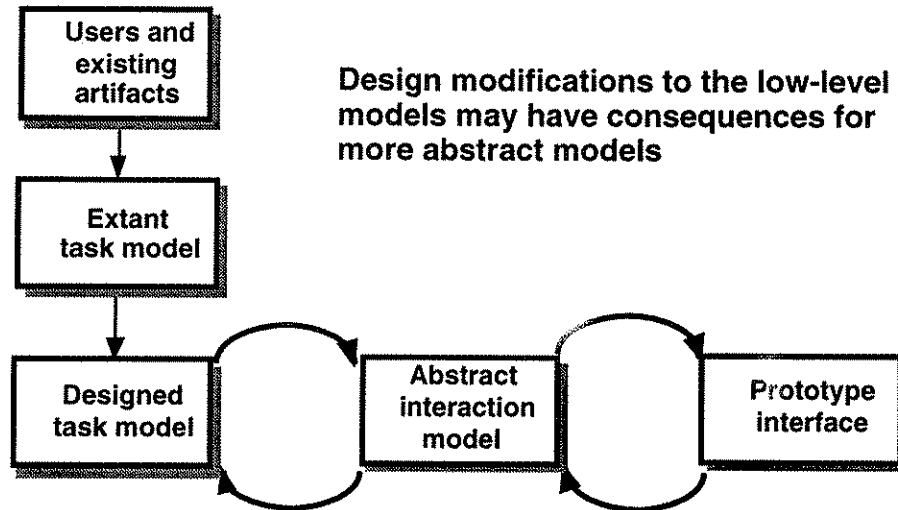 Users and
existing
artifacts
Design modifications to the low-level
models may have consequences for
more abstract models
Extant
task model
Designed
task model
Abstract
interaction
model
Prototype
interface